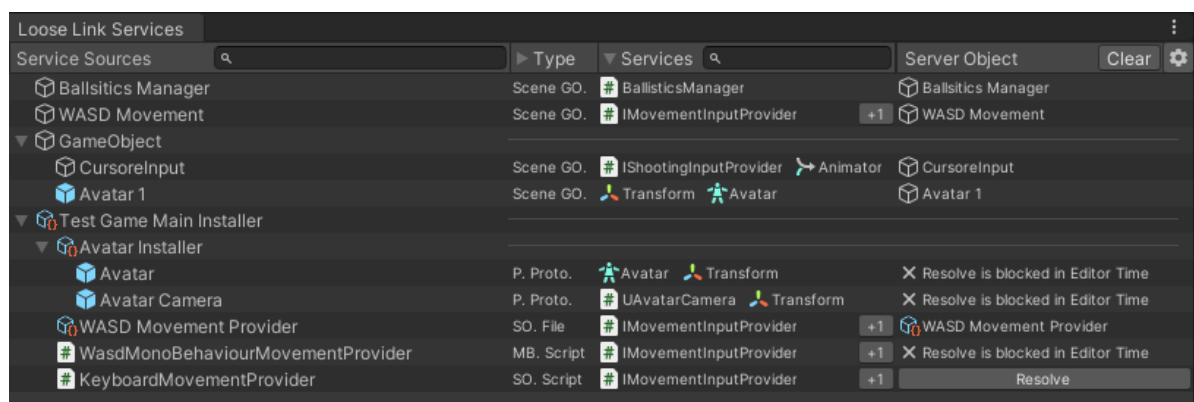 Loose Link Services
Service Sources Type Services Server Object Clear
Ballsitics Manager Scene GO. BallisticsManager Ballsitics Manager
WASD Movement Scene GO. IMovementInputProvider +1 WASD Movement
GameObject
CursoreInput Scene GO. IShootingInputProvider Animator CursoreInput
Avatar 1 Scene GO. Transform Avatar Avatar 1
Test Game Main Installer
Avatar Installer
Avatar P. Proto. Avatar Transform Resolve is blocked in Editor Time
Avatar Camera P. Proto. UAvatarCamera Transform Resolve is blocked in Editor Time
WASD Movement Provider SO. File IMovementInputProvider +1 WASD Movement Provider
WasdMonoBehaviourMovementProvider MB. Script IMovementInputProvider +1 Resolve is blocked in Editor Time
KeyboardMovementProvider SO. Script IMovementInputProvider +1 Resolve